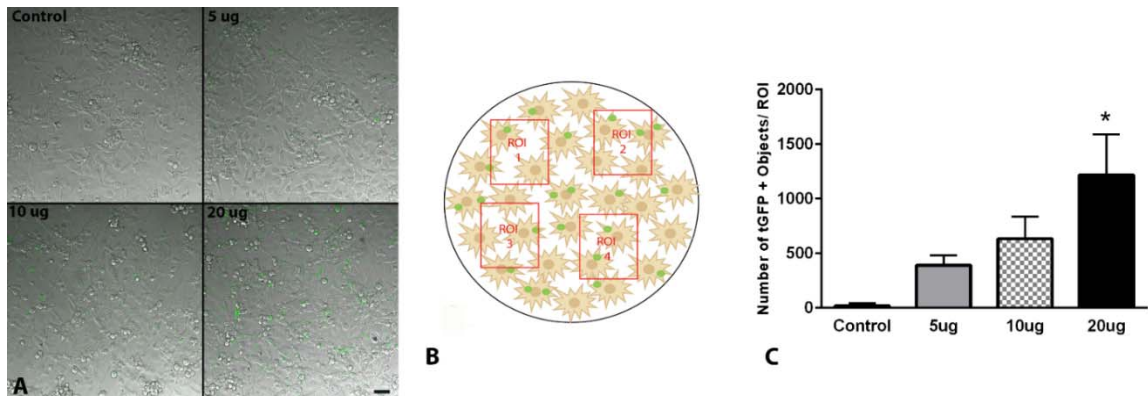 Control
5 ug
10 ug
20 ug
A
ROI
1
ROI
2
ROI
3
ROI
4
B
Number of tGFP + Objects/ ROI
2000
1500
1000
500
0
*
Control
5ug
10ug
20ug
C